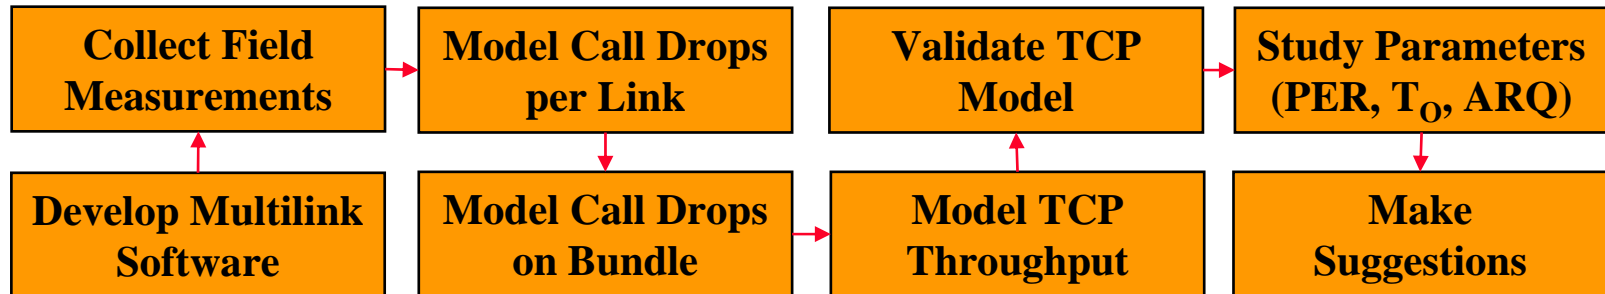 Collect Field
Measurements
Model Call Drops
per Link
Validate TCP
Model
Study Parameters
(PER, T_O, ARQ)
Develop Multilink
Software
Model Call Drops
on Bundle
Model TCP
Throughput
Make
Suggestions